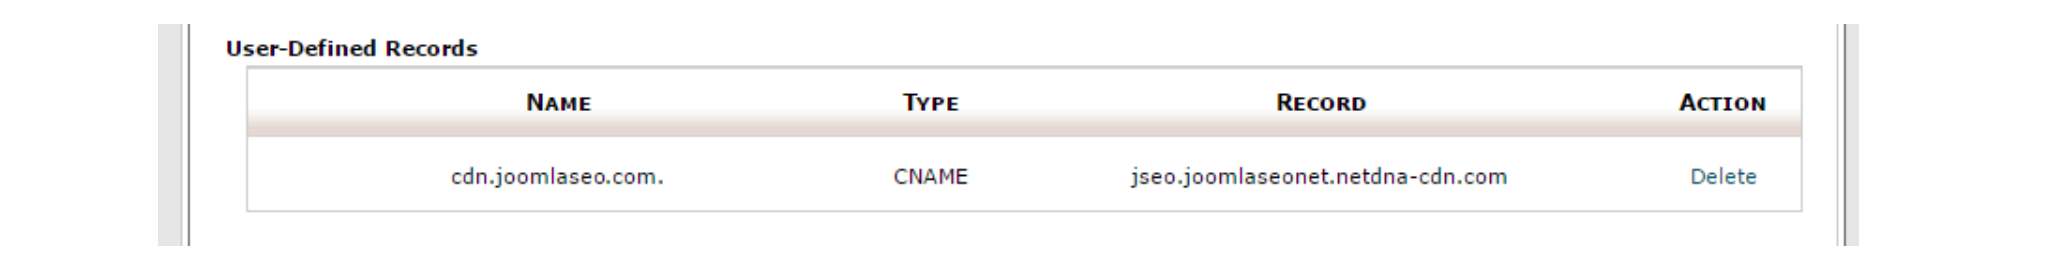 User-Defined Records
NAME TYPE RECORD ACTION
cdn.joomlaseo.com. CNAME jseo.joomlaseonet.netdna-cdn.com Delete